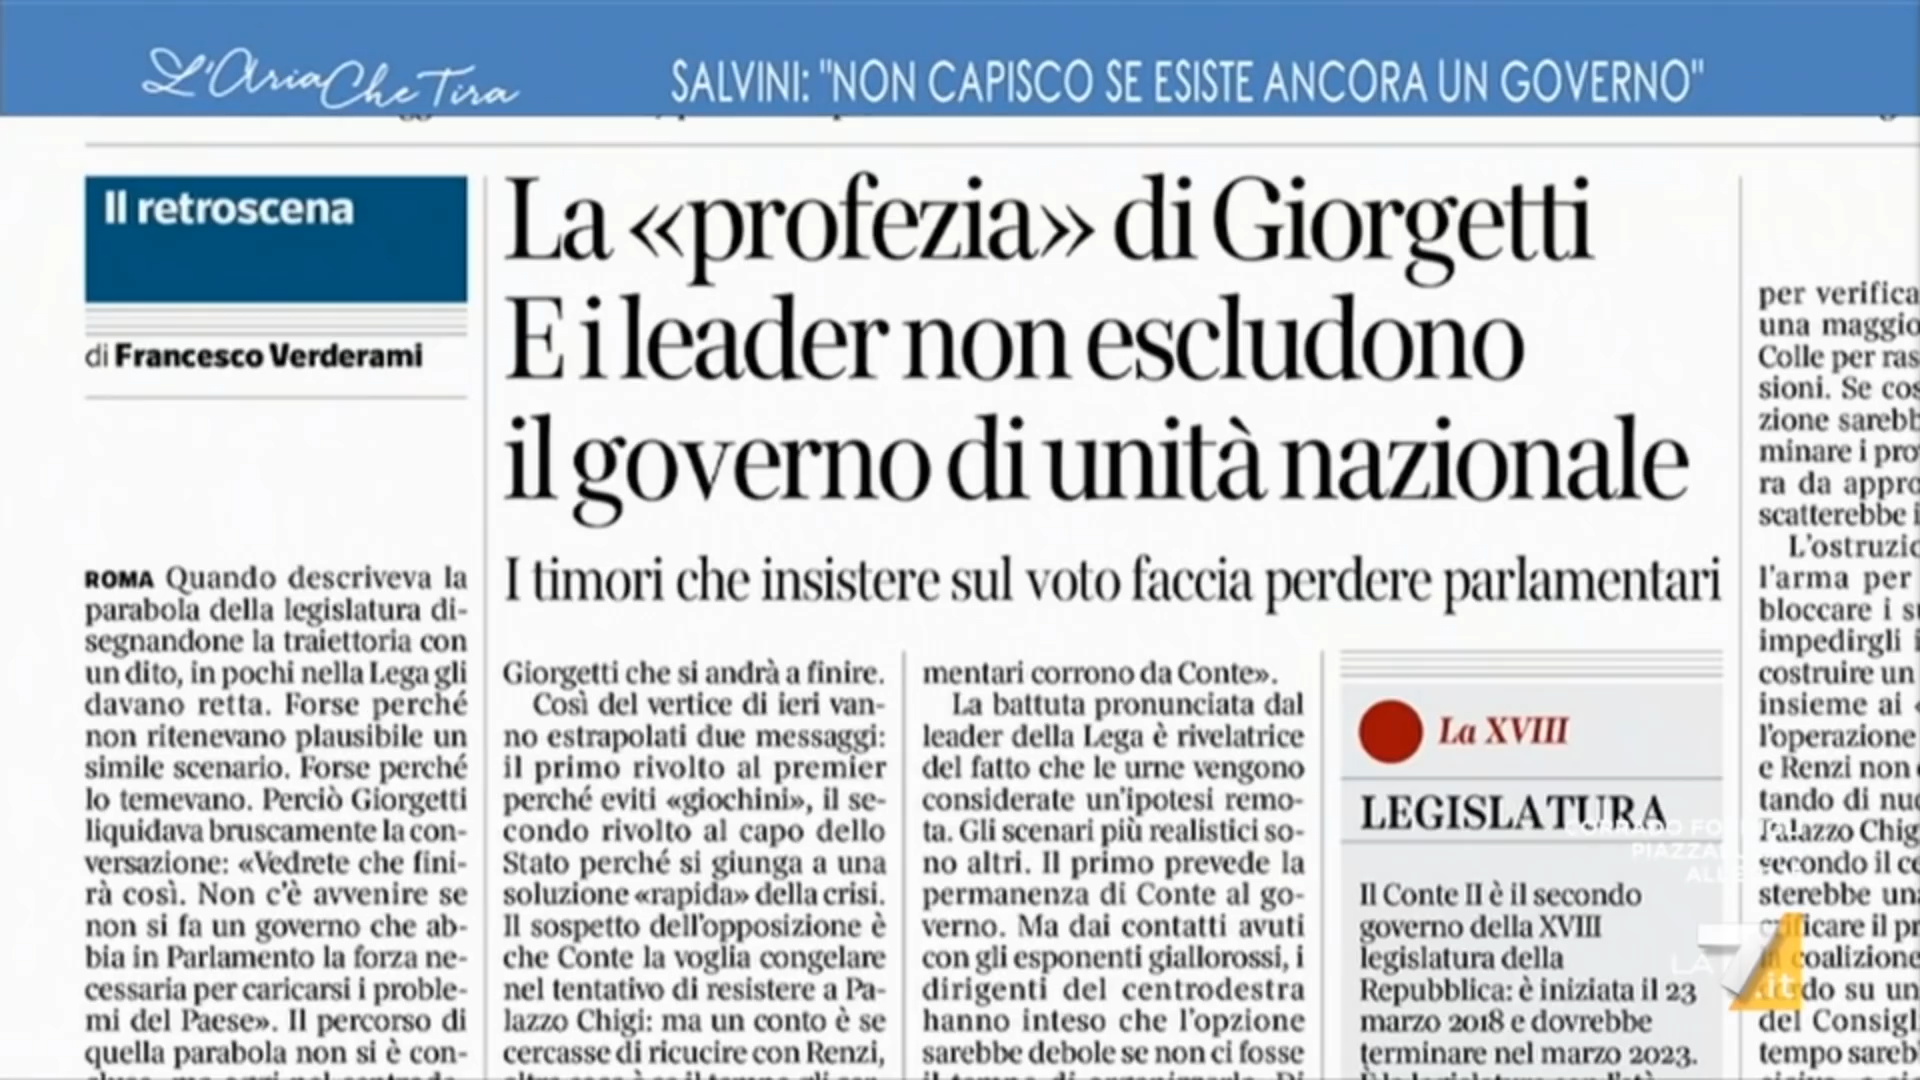 L'Aria Che Tira
SALVINI: "NON CAPISCO SE ESISTE ANCORA UN GOVERNO"
Il retroscena
di Francesco Verderami
La «profezia» di Giorgetti
E i leader non escludono
il governo di unità nazionale
I timori che insistere sul voto faccia perdere parlamentari
ROMA Quando descriveva la
parabola della legislatura di-
segnandone la traiettoria con
un dito, in pochi nella Lega gli
davano retta. Forse perché
non ritenevano plausibile un
simile scenario. Forse perché
lo temevano. Perciò Giorgetti
liquidava bruscamente la con-
versazione: «Vedrete che fini-
rà così. Non c'è avvenire se
non si fa un governo che ab-
bia in Parlamento la forza ne-
cessaria per caricarsi i proble-
mi del Paese». Il percorso di
quella parabola non si è con-
Giorgetti che si andrà a finire.
Così del vertice di ieri van-
no estrapolati due messaggi:
il primo rivolto al premier
perché eviti «giochini», il se-
condo rivolto al capo dello
Stato perché si giunga a una
soluzione «rapida» della crisi.
Il sospetto dell'opposizione è
che Conte la voglia congelare
nel tentativo di resistere a Pa-
lazzo Chigi: ma un conto è se
cercasse di ricucire con Renzi,
mentari corrono da Conte».
La battuta pronunciata dal
leader della Lega è rivelatrice
del fatto che le urne vengono
considerate un'ipotesi remo-
ta. Gli scenari più realistici so-
no altri. Il primo prevede la
permanenza di Conte al go-
verno. Ma dai contatti avuti
con gli esponenti giallorossi, i
dirigenti del centrodestra
hanno inteso che l'opzione
sarebbe debole se non ci fosse
La XVIII
LEGISLATURA
Il Conte II è il secondo
governo della XVIII
legislatura della
Repubblica: è iniziata il 23
marzo 2018 e dovrebbe
terminare nel marzo 2023.
per verifica
una maggio
Colle per ras
sioni. Se cos
zione sarebb
minare i pro
ra da appro
scatterebbe i
L'ostruzio
l'arma per
bloccare i su
impedirgli i
costruire un
insieme ai «
l'operazione
e Renzi non
tando di nuo
Palazzo Chig
secondo il ce
sterebbe una
ificare il pr
coalizione
do su un
del Consigl
tempo sareb
LA7.it